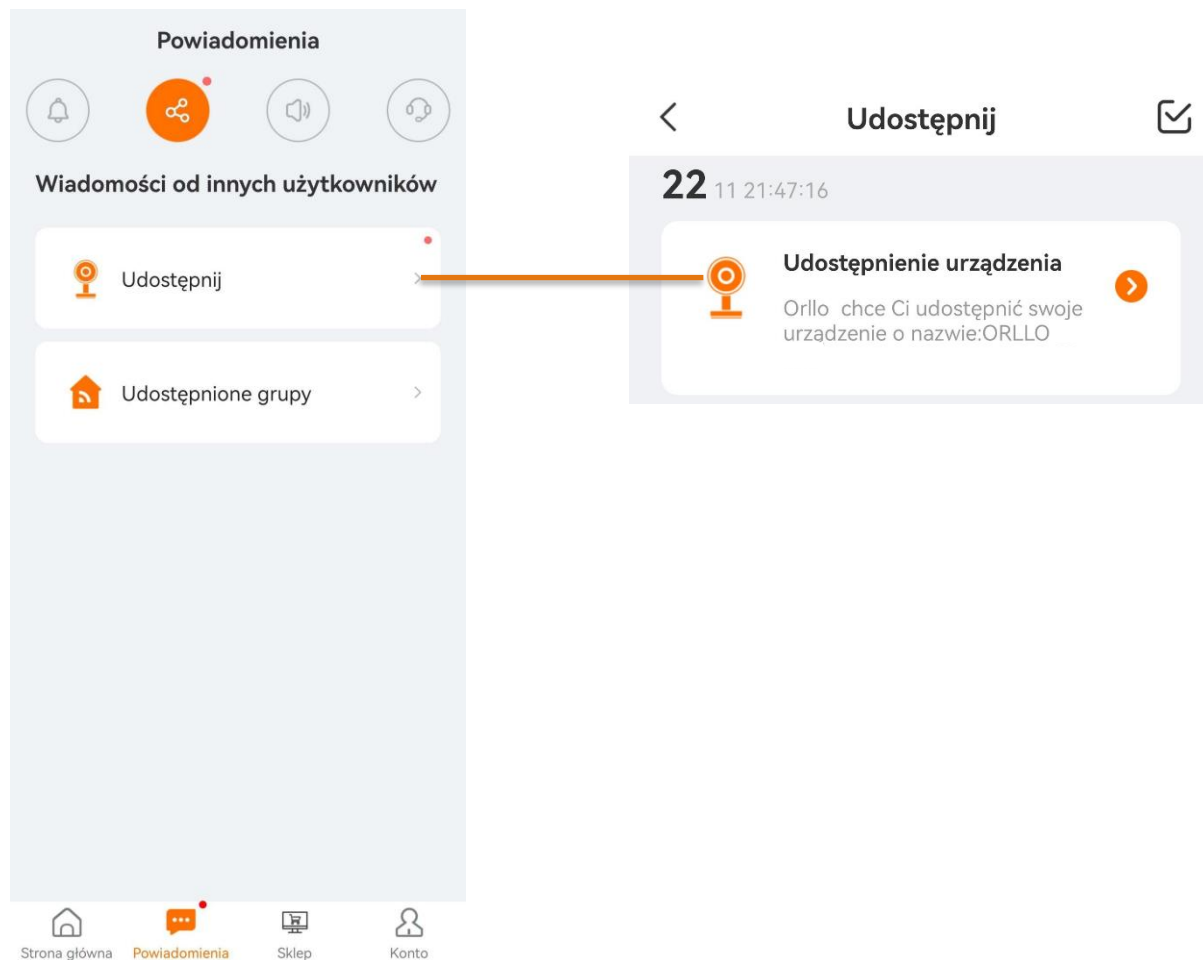 Powiadomienia
Wiadomości od innych użytkowników
Udostępnij
Udostępnione grupy
Strona główna
Powiadomienia
Sklep
Konto
Udostępnij
22 11 21:47:16
Udostępnienie urządzenia
Orllo chce Ci udostępnić swoje
urządzenie o nazwie:ORLLO